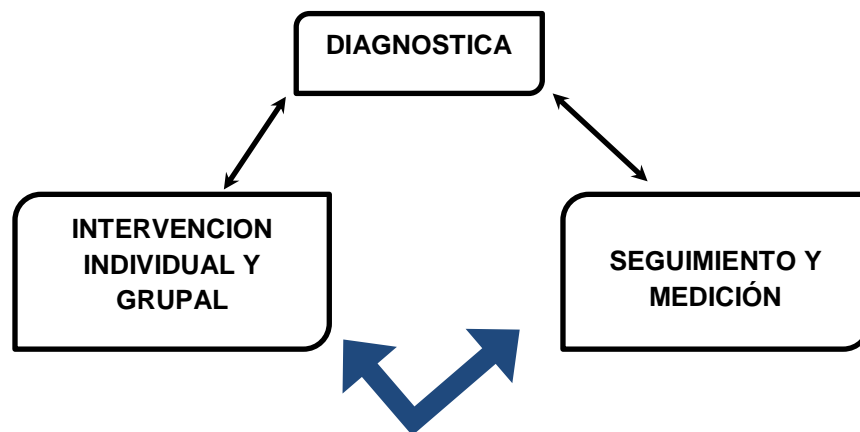 DIAGNOSTICA
INTERVENCION
INDIVIDUAL Y
GRUPAL
SEGUIMIENTO Y
MEDICIÓN